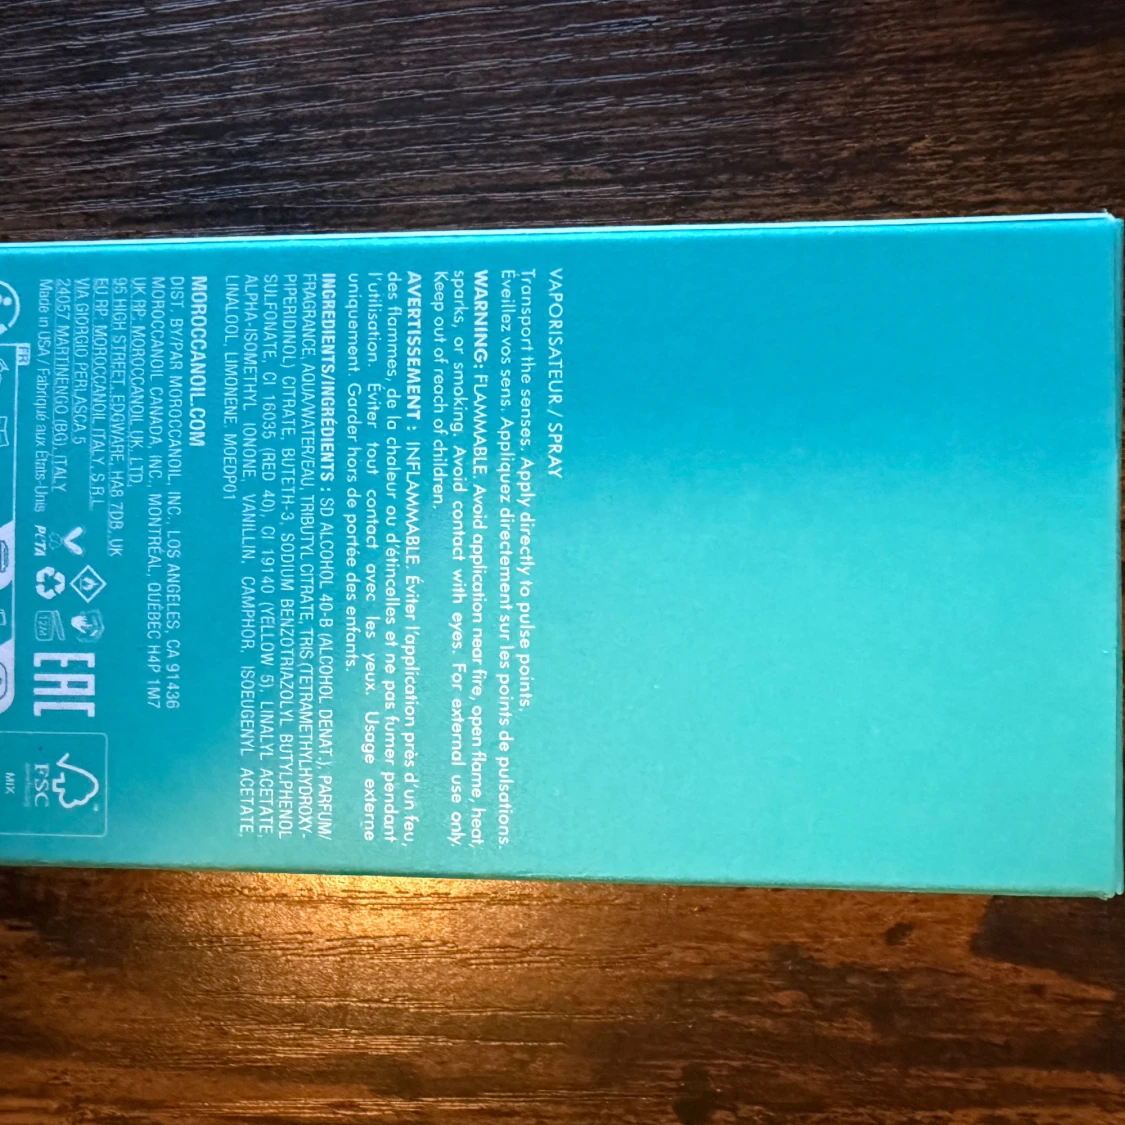 VAPORISATEUR / SPRAY
Transport the senses. Apply directly to pulse points.
Éveillez vos sens. Appliquez directement sur les points de pulsations.
WARNING: FLAMMABLE. Avoid application near fire, open flame, heat,
sparks, or smoking. Avoid contact with eyes. For external use only.
Keep out of reach of children.
AVERTISSEMENT : INFLAMMABLE. Éviter l'application près d'un feu,
des flammes, de la chaleur ou d'étincelles et ne pas fumer pendant
l'utilisation. Éviter tout contact avec les yeux. Usage externe
uniquement. Garder hors de portée des enfants.
INGREDIENTS/INGRÉDIENTS : SD ALCOHOL 40-B (ALCOHOL DENAT.), PARFUM/
FRAGRANCE, AQUA/WATER/EAU, TRIBUTYL CITRATE, TRIS (TETRAMETHYLHYDROXY-
PIPERIDINOL) CITRATE, BUTETH-3, SODIUM BENZOTRIAZOLYL BUTYLPHENOL
SULFONATE, CI 16035 (RED 40), CI 19140 (YELLOW 5), LINALYL ACETATE,
ALPHA-ISOMETHYL IONONE, VANILLIN, CAMPHOR, ISOEUGENYL ACETATE,
LINALOOL, LIMONENE. MOEDP01
MOROCCANOIL.COM
DIST. BY/PAR MOROCCANOIL, INC., LOS ANGELES, CA 91436
MOROCCANOIL CANADA, INC., MONTRÉAL, QUÉBEC H4P 1M7
UK RP: MOROCCANOIL UK, LTD,
95 HIGH STREET, EDGWARE, HA8 7DB, UK
EU RP: MOROCCANOIL ITALY, S.R.L.
VIA GIORGIO PERLASCA 5
24057 MARTINENGO (BG), ITALY
Made in USA / Fabriqué aux États-Unis
PETA
12M
EAC
FSC
MIX
FR